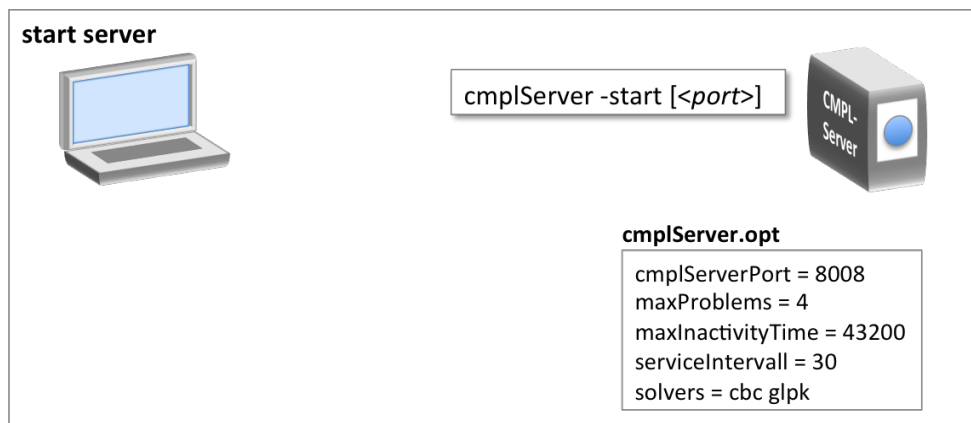 start server
cmplServer -start [<port>]
CMPL-
Server
cmplServer.opt
cmplServerPort = 8008
maxProblems = 4
maxInactivityTime = 43200
serviceIntervall = 30
solvers = cbc glpk